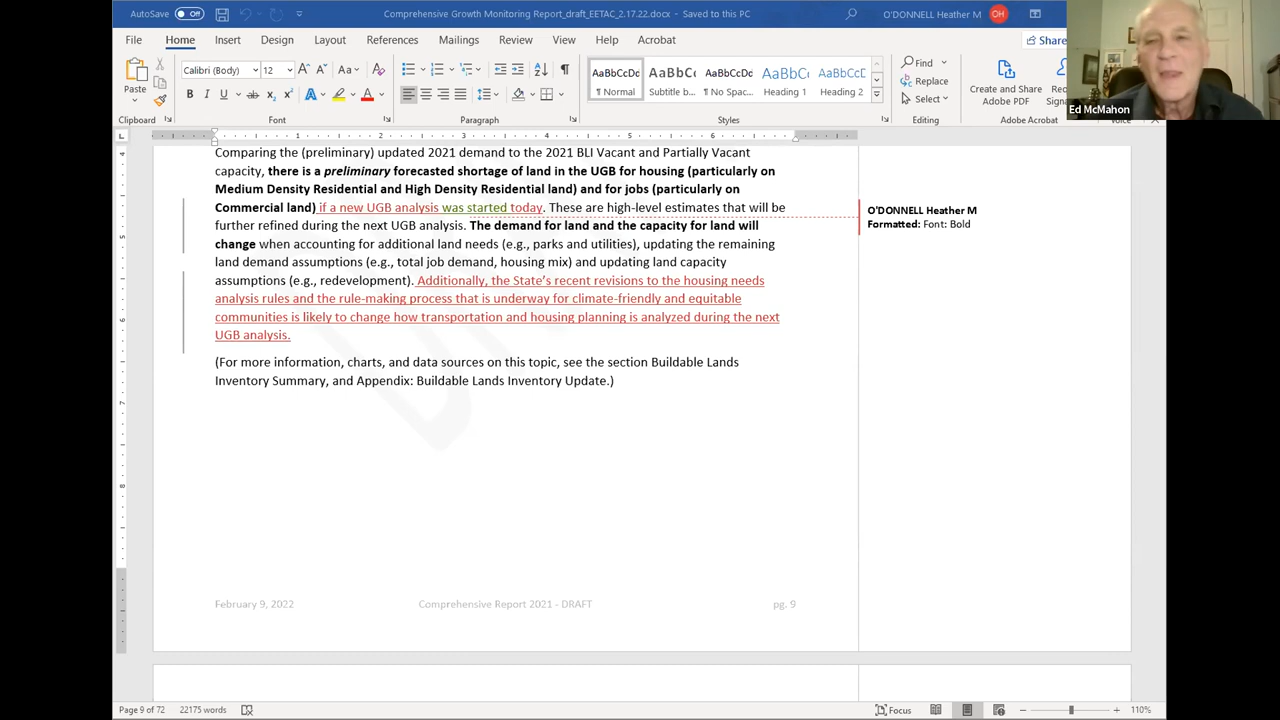 AutoSave Off Comprehensive Growth Monitoring Report_draft_EETAC_2.17.22.docx - Saved to this PC O'DONNELL Heather M OH
File Home Insert Design Layout References Mailings Review View Help Acrobat Share
Paste
Clipboard
Calibri (Body) 12
Font
Paragraph
AaBbCcDd AaBbC AaBbCcDd AaBbC AaBbCcD
¶ Normal Subtitle b... ¶ No Spac... Heading 1 Heading 2
Styles
Find
Replace
Select
Editing
Create and Share
Adobe PDF
Adobe Acrobat
Ed McMahon
Comparing the (preliminary) updated 2021 demand to the 2021 BLI Vacant and Partially Vacant
capacity, there is a preliminary forecasted shortage of land in the UGB for housing (particularly on
Medium Density Residential and High Density Residential land) and for jobs (particularly on
Commercial land) if a new UGB analysis was started today. These are high-level estimates that will be
further refined during the next UGB analysis. The demand for land and the capacity for land will
change when accounting for additional land needs (e.g., parks and utilities), updating the remaining
land demand assumptions (e.g., total job demand, housing mix) and updating land capacity
assumptions (e.g., redevelopment). Additionally, the State's recent revisions to the housing needs
analysis rules and the rule-making process that is underway for climate-friendly and equitable
communities is likely to change how transportation and housing planning is analyzed during the next
UGB analysis.
(For more information, charts, and data sources on this topic, see the section Buildable Lands
Inventory Summary, and Appendix: Buildable Lands Inventory Update.)
O'DONNELL Heather M
Formatted: Font: Bold
February 9, 2022 Comprehensive Report 2021 - DRAFT pg. 9
Page 9 of 72 22175 words Focus 110%